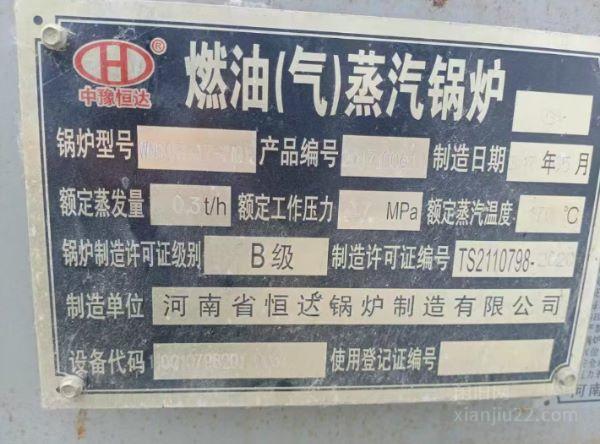 中豫恒达
燃油(气)蒸汽锅炉
锅炉型号 产品编号 制造日期 年 月
额定蒸发量 0.3t/h 额定工作压力 0.7 MPa 额定蒸汽温度 170 ℃
锅炉制造许可证级别 B级 制造许可证编号 TS2110798-
制造单位 河南省恒达锅炉制造有限公司
设备代码 使用登记证编号
xianjiu22.com